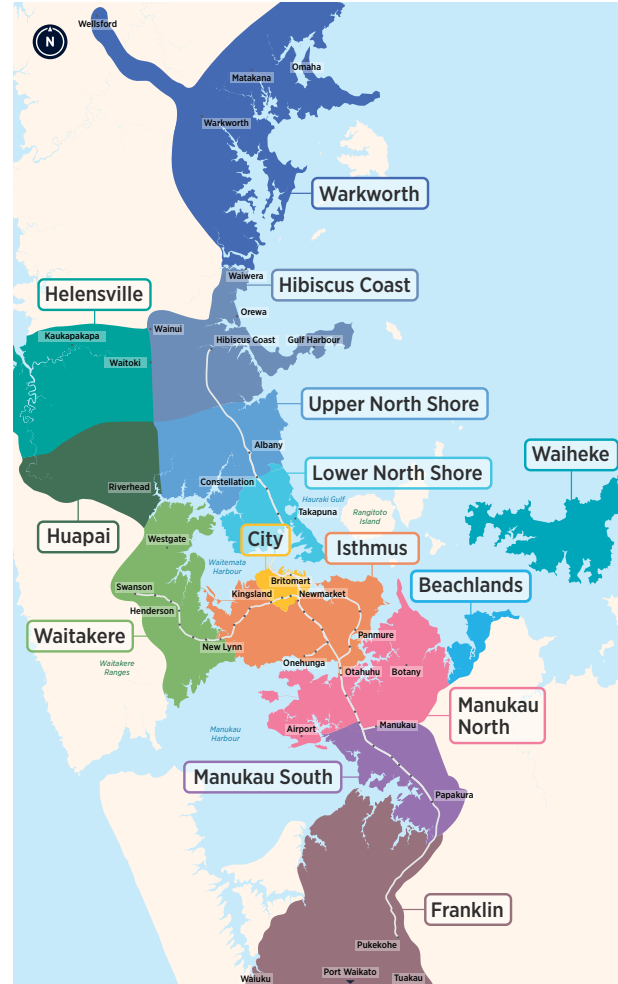 Wellsford
N
Omaha
Matakana
Warkworth
Warkworth
Waiwera
Hibiscus Coast
Helensville
Orewa
Kaukapakapa
Wainui
Hibiscus Coast
Gulf Harbour
Waitoki
Upper North Shore
Albany
Waiheke
Lower North Shore
Constellation
Riverhead
Hauraki Gulf
Takapuna
Rangitoto
Island
Huapai
Westgate
City
Isthmus
Waitemata
Harbour
Britomart
Beachlands
Swanson
Kingsland
Newmarket
Henderson
Waitakere
Panmure
New Lynn
Onehunga
Waitakere
Ranges
Otahuhu
Botany
Manukau
North
Manukau
Harbour
Airport
Manukau
Manukau South
Papakura
Franklin
Pukekohe
Port Waikato
Waiuku
Tuakau